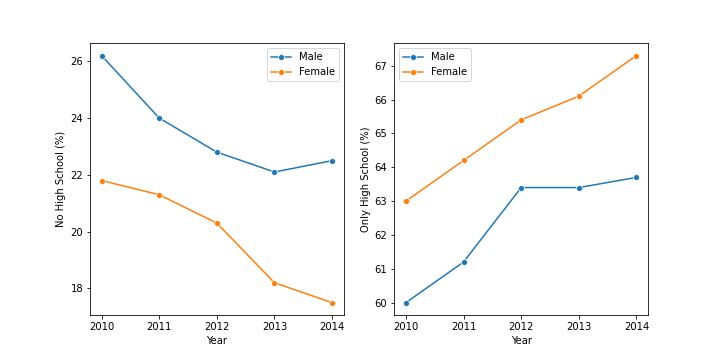 No High School (%)
26
24
22
20
18
2010 2011 2012 2013 2014
Year
Male
Female
Only High School (%)
67
66
65
64
63
62
61
60
2010 2011 2012 2013 2014
Year
Male
Female